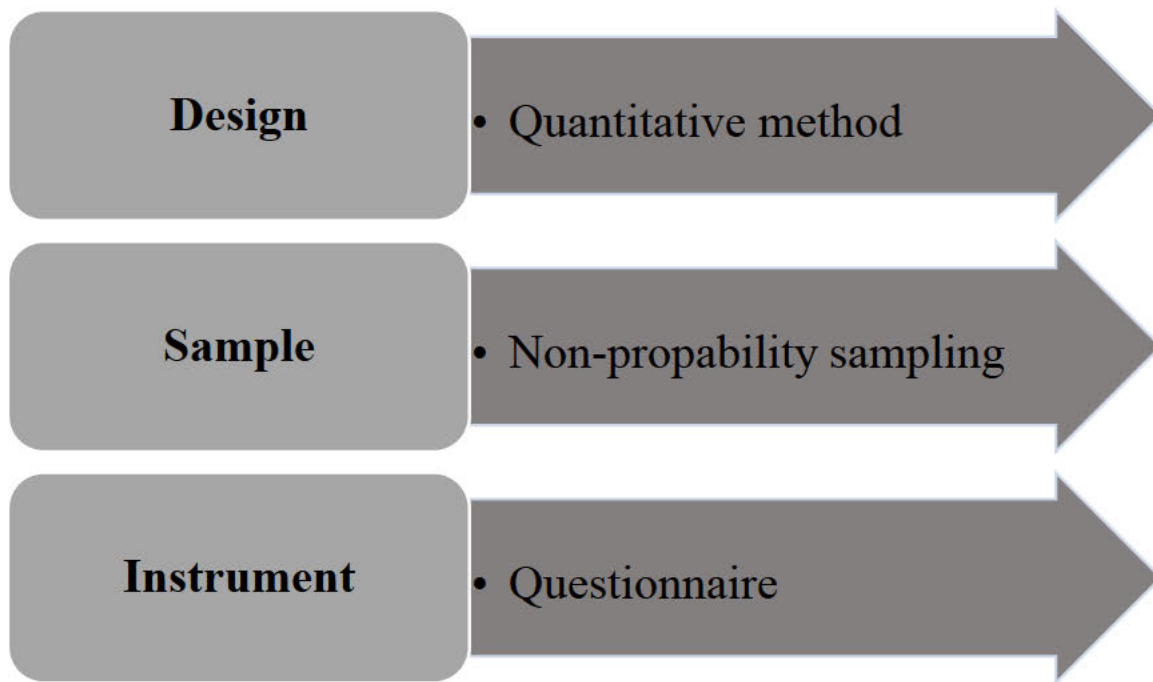 Design
• Quantitative method
Sample
• Non-propability sampling
Instrument
• Questionnaire